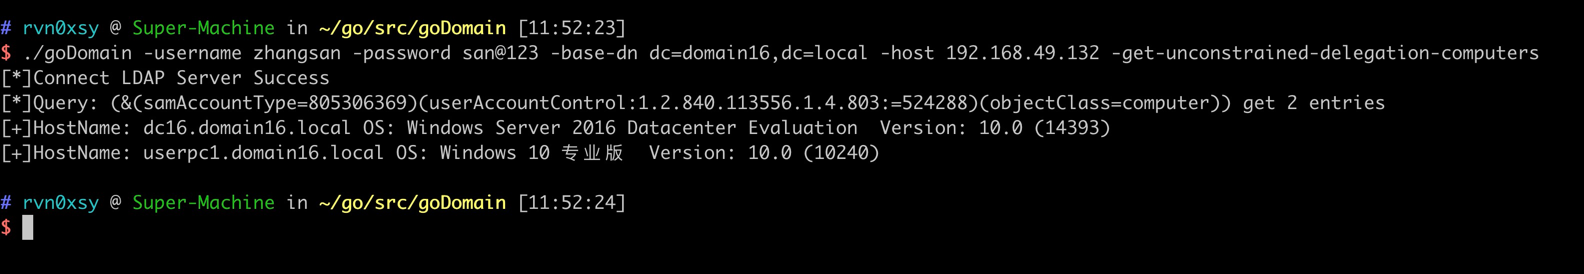 # rvn0xsy @ Super-Machine in ~/go/src/goDomain [11:52:23]
$ ./goDomain -username zhangsan -password san@123 -base-dn dc=domain16,dc=local -host 192.168.49.132 -get-unconstrained-delegation-computers
[*]Connect LDAP Server Success
[*]Query: (&(samAccountType=805306369)(userAccountControl:1.2.840.113556.1.4.803:=524288)(objectClass=computer)) get 2 entries
[+]HostName: dc16.domain16.local OS: Windows Server 2016 Datacenter Evaluation  Version: 10.0 (14393)
[+]HostName: userpc1.domain16.local OS: Windows 10 专业版  Version: 10.0 (10240)
# rvn0xsy @ Super-Machine in ~/go/src/goDomain [11:52:24]
$